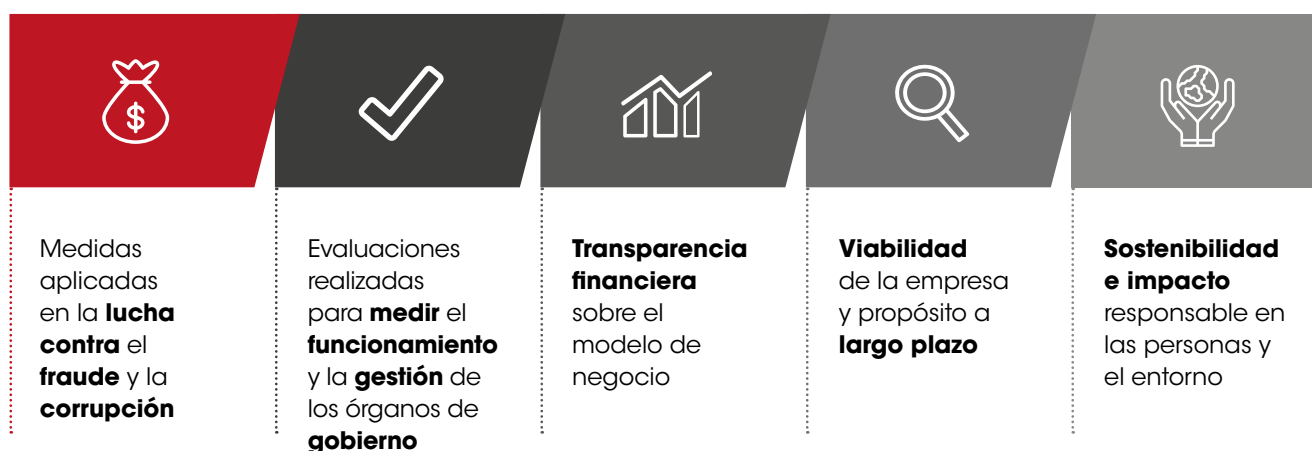 $
Medidas
aplicadas
en la lucha
contra el
fraude y la
corrupción
Evaluaciones
realizadas
para medir el
funcionamiento
y la gestión de
los órganos de
gobierno
Transparencia
financiera
sobre el
modelo de
negocio
Viabilidad
de la empresa
y propósito a
largo plazo
Sostenibilidad
e impacto
responsable en
las personas y
el entorno